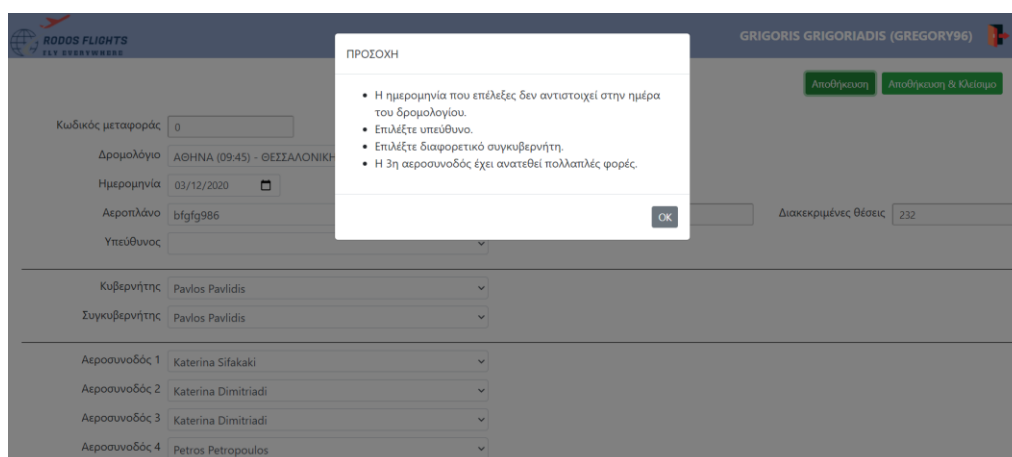 RODOS FLIGHTS
FLY EVERYWHERE
GRIGORIS GRIGORIADIS (GREGORY96)
ΠΡΟΣΟΧΗ
Αποθήκευση
Αποθήκευση & Κλείσιμο
• Η ημερομηνία που επέλεξες δεν αντιστοιχεί στην ημέρα
του δρομολογίου.
• Επιλέξτε υπεύθυνο.
• Επιλέξτε διαφορετικό συγκυβερνήτη.
• Η 3η αεροσυνοδός έχει ανατεθεί πολλαπλές φορές.
OK
Κωδικός μεταφοράς 0
Δρομολόγιο ΑΘΗΝΑ (09:45) - ΘΕΣΣΑΛΟΝΙΚΗ
Ημερομηνία 03/12/2020
Αεροπλάνο bfgfg986
Διακεκριμένες θέσεις 232
Υπεύθυνος
Κυβερνήτης Pavlos Pavlidis
Συγκυβερνήτης Pavlos Pavlidis
Αεροσυνοδός 1 Katerina Sifakaki
Αεροσυνοδός 2 Katerina Dimitriadi
Αεροσυνοδός 3 Katerina Dimitriadi
Αεροσυνοδός 4 Petros Petropoulos